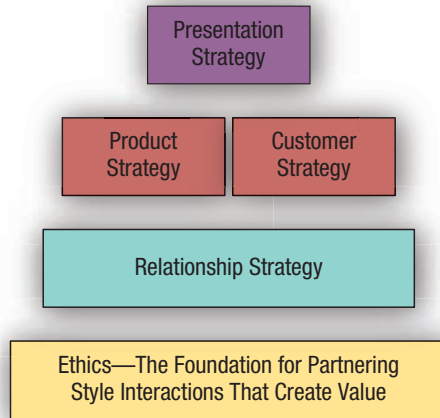 Presentation
Strategy
Product
Strategy
Customer
Strategy
Relationship Strategy
Ethics—The Foundation for Partnering
Style Interactions That Create Value